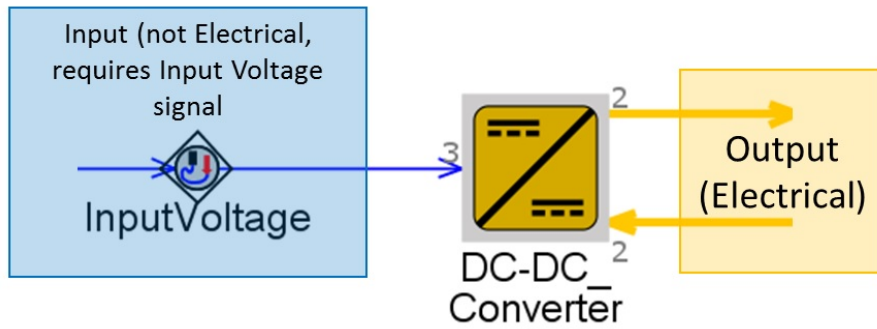 Input (not Electrical,
requires Input Voltage
signal
InputVoltage
3
2
2
DC-DC_
Converter
Output
(Electrical)